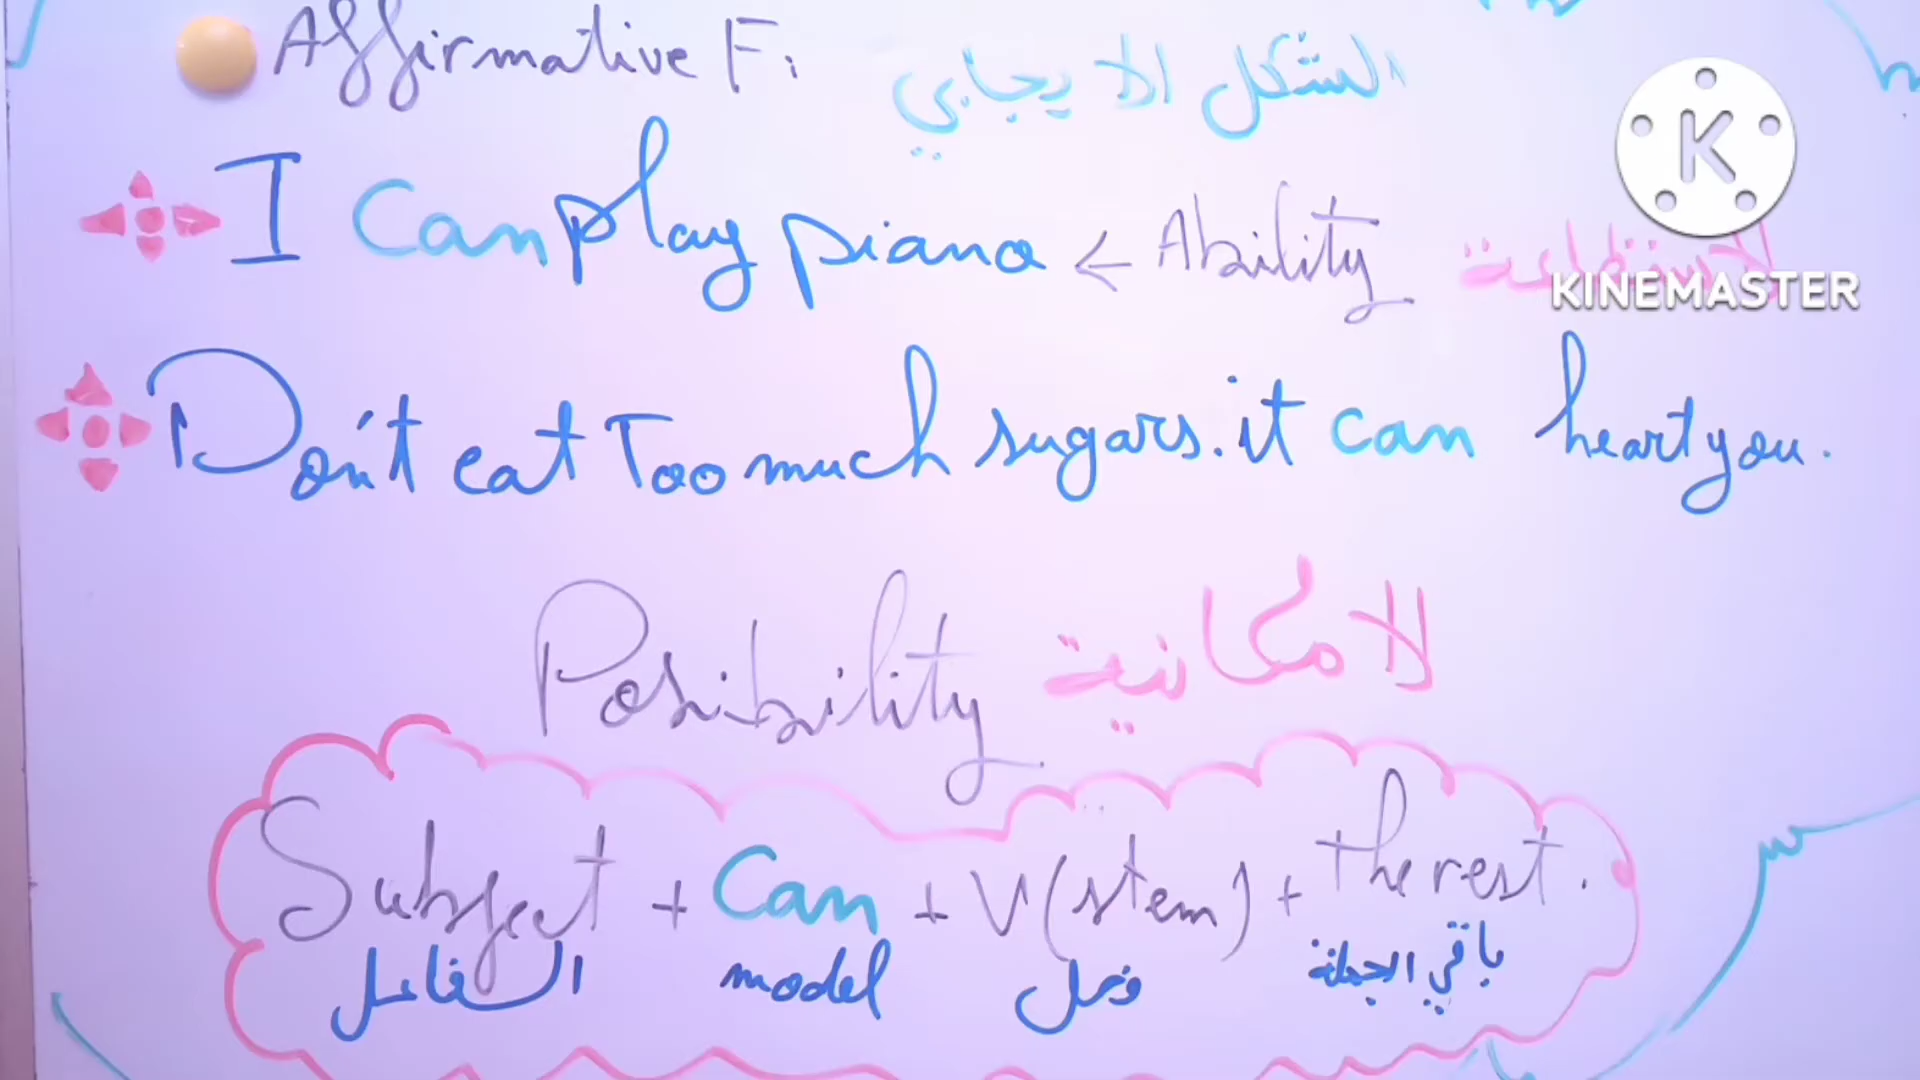 Affirmative F. الشكل الايجابي
I Can play piano ← Ability الاستطاعة
KINEMASTER
Don't eat Too much sugars. it can heart you.
Posibility لامكانية
Subject + Can + V(stem) + the rest.
الفاعل model فعل باقي الجملة